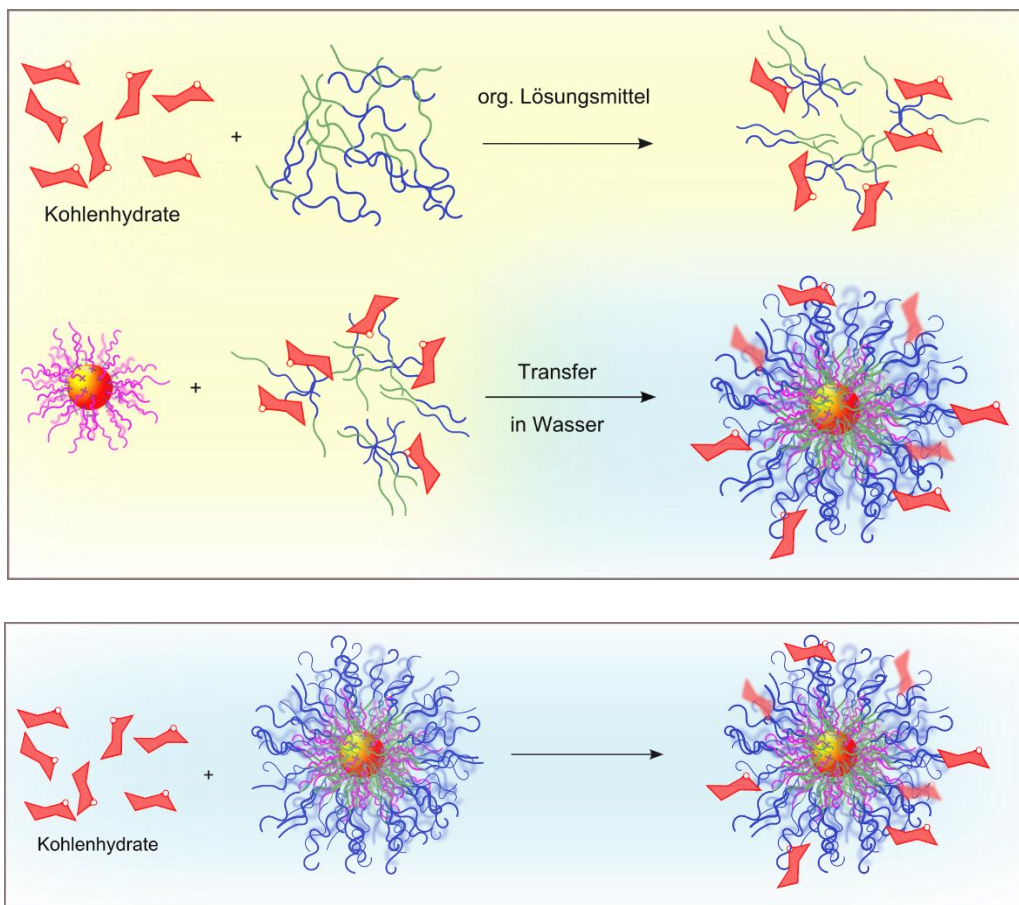 org. Lösungsmittel
+
Kohlenhydrate
+
Transfer
in Wasser
+
Kohlenhydrate